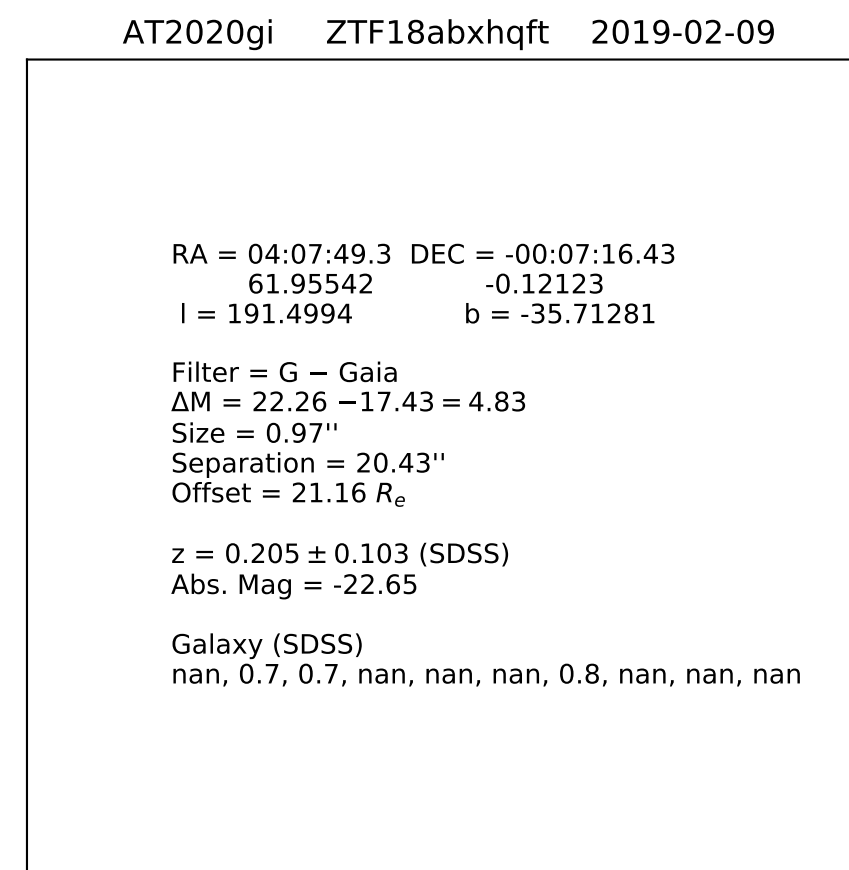 AT2020gi ZTF18abxhqft 2019-02-09
RA = 04:07:49.3 DEC = -00:07:16.43
61.95542 -0.12123
l = 191.4994 b = -35.71281
Filter = G − Gaia
ΔM = 22.26 −17.43 = 4.83
Size = 0.97''
Separation = 20.43''
Offset = 21.16 Re
z = 0.205 ± 0.103 (SDSS)
Abs. Mag = -22.65
Galaxy (SDSS)
nan, 0.7, 0.7, nan, nan, nan, 0.8, nan, nan, nan